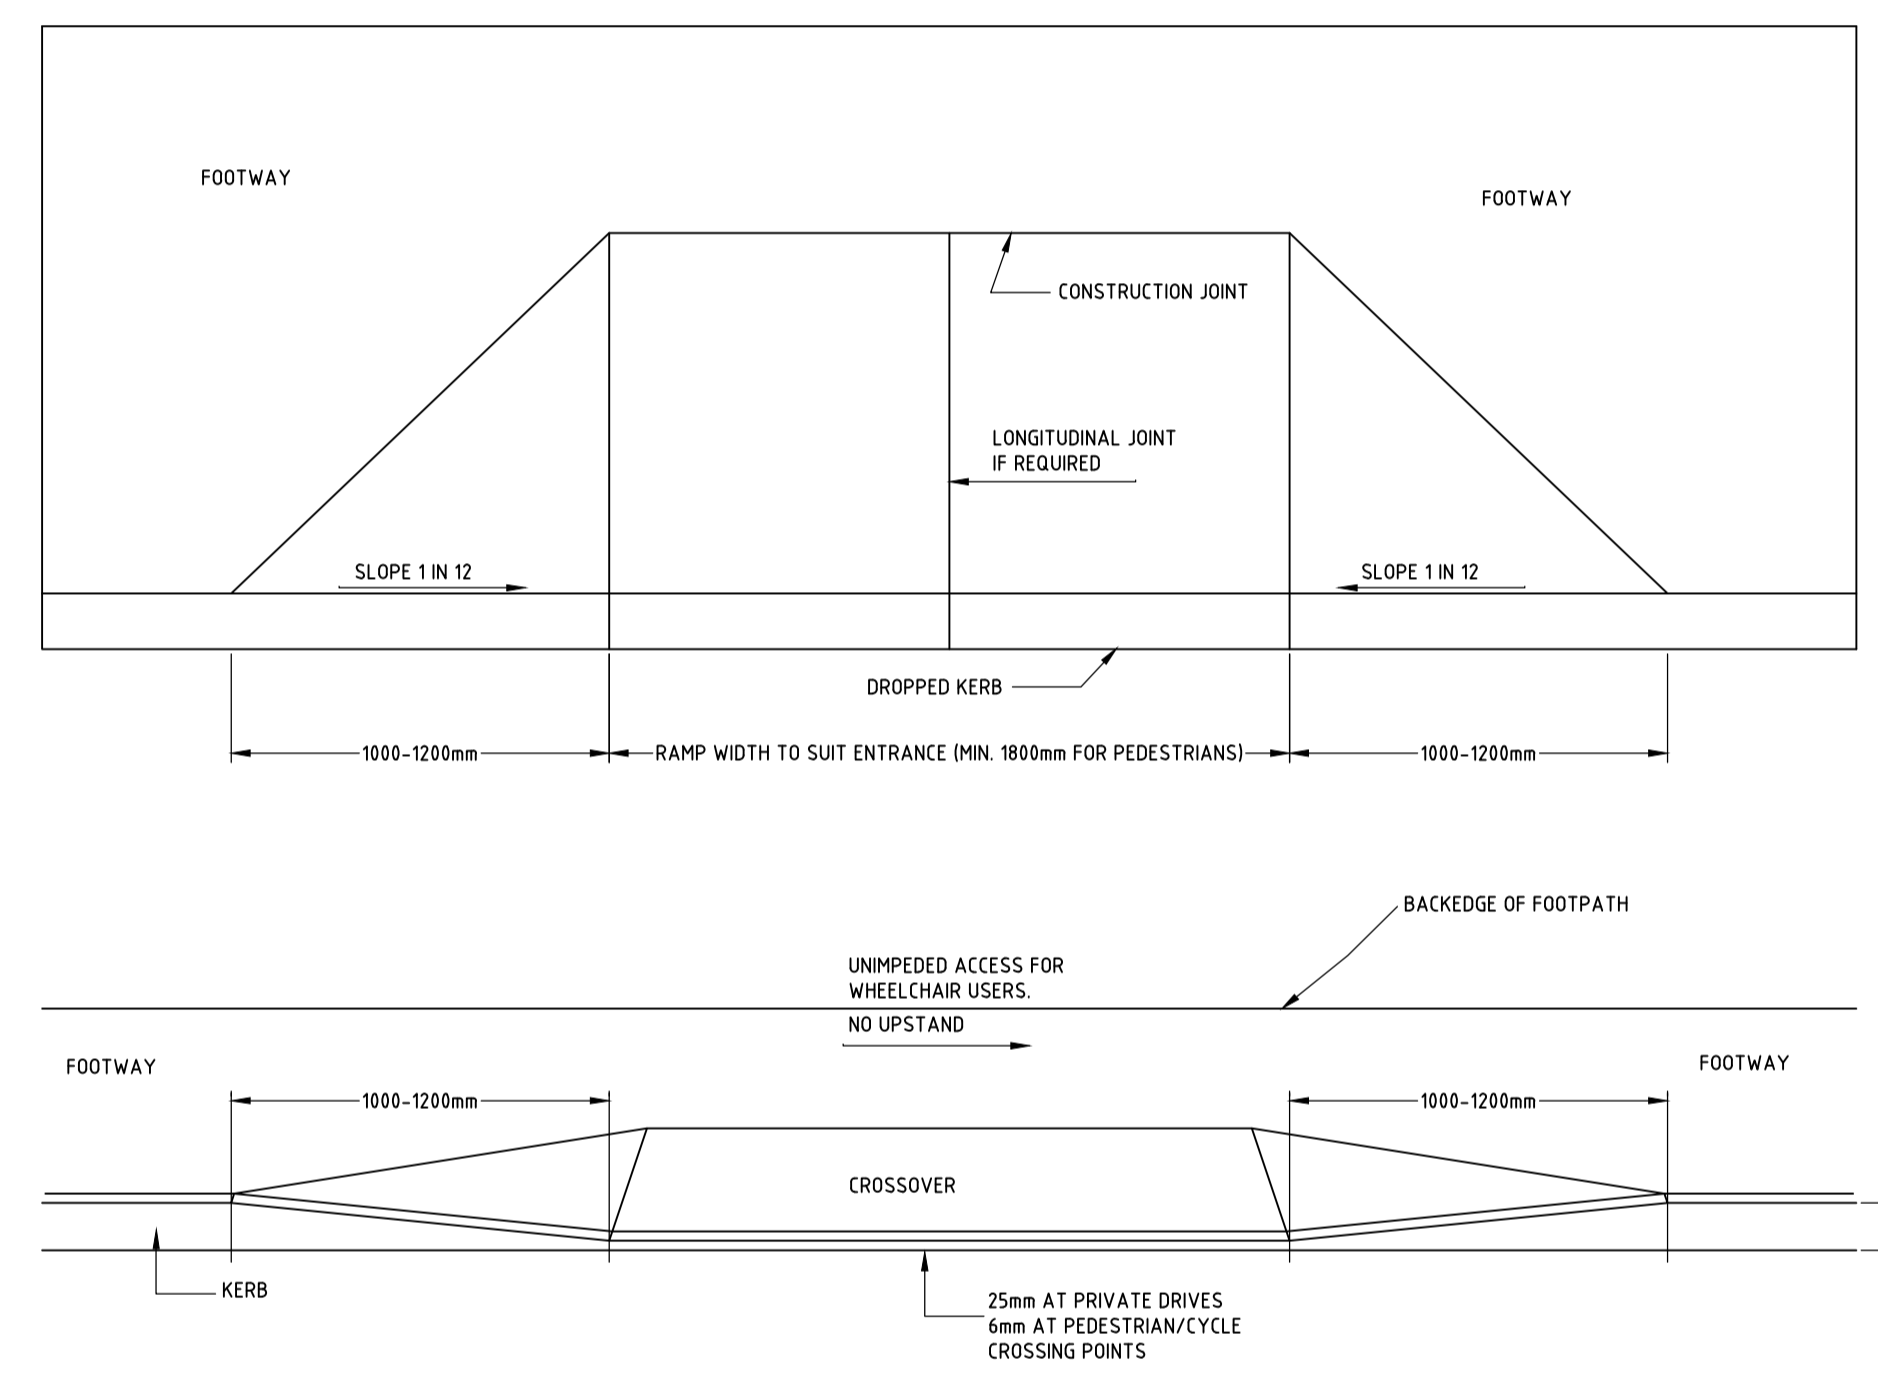 FOOTWAY
FOOTWAY
CONSTRUCTION JOINT
LONGITUDINAL JOINT
IF REQUIRED
SLOPE 1 IN 12
SLOPE 1 IN 12
DROPPED KERB
1000-1200mm
RAMP WIDTH TO SUIT ENTRANCE (MIN. 1800mm FOR PEDESTRIANS)
1000-1200mm
BACKEDGE OF FOOTPATH
UNIMPEDED ACCESS FOR
WHEELCHAIR USERS.
NO UPSTAND
FOOTWAY
FOOTWAY
1000-1200mm
1000-1200mm
CROSSOVER
KERB
25mm AT PRIVATE DRIVES
6mm AT PEDESTRIAN/CYCLE
CROSSING POINTS